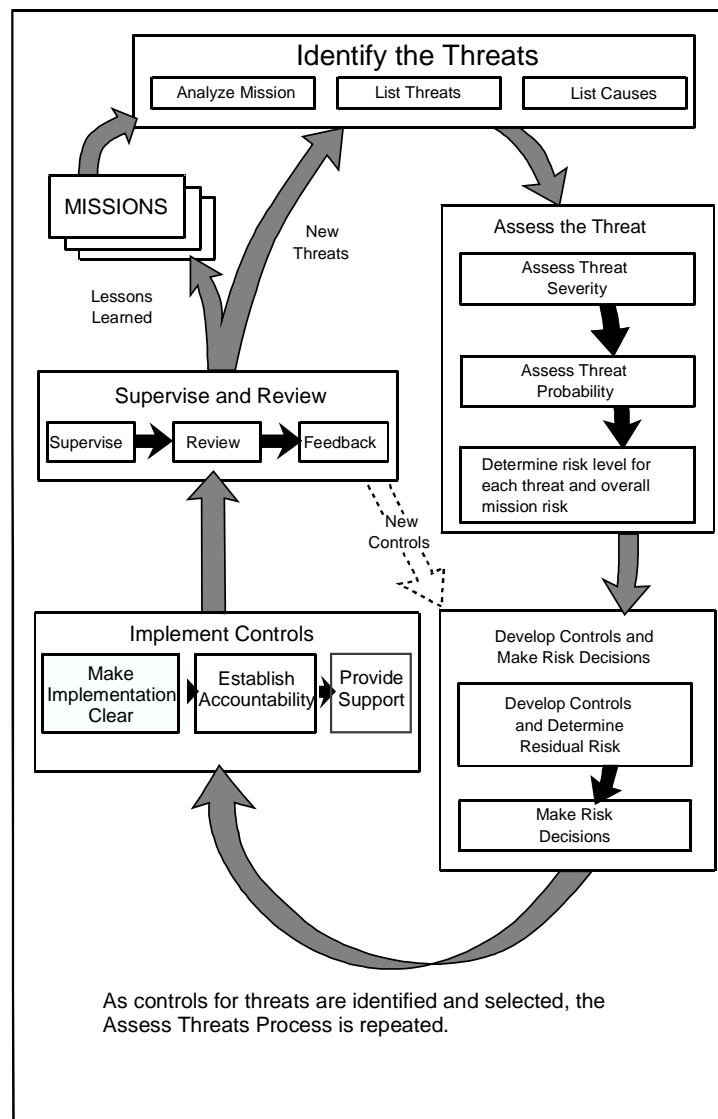 Identify the Threats
Analyze Mission
List Threats
List Causes
MISSIONS
New
Threats
Lessons
Learned
Assess the Threat
Assess Threat
Severity
Assess Threat
Probability
Determine risk level for
each threat and overall
mission risk
Supervise and Review
Supervise
Review
Feedback
New
Controls
Implement Controls
Make
Implementation
Clear
Establish
Accountability
Provide
Support
Develop Controls and
Make Risk Decisions
Develop Controls
and Determine
Residual Risk
Make Risk
Decisions
As controls for threats are identified and selected, the
Assess Threats Process is repeated.